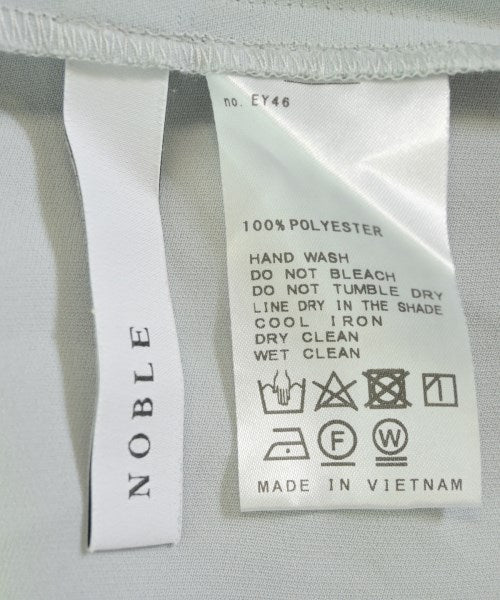 NOBLE
no. EY46
100% POLYESTER
HAND WASH
DO NOT BLEACH
DO NOT TUMBLE DRY
LINE DRY IN THE SHADE
COOL IRON
DRY CLEAN
WET CLEAN
F W
MADE IN VIETNAM